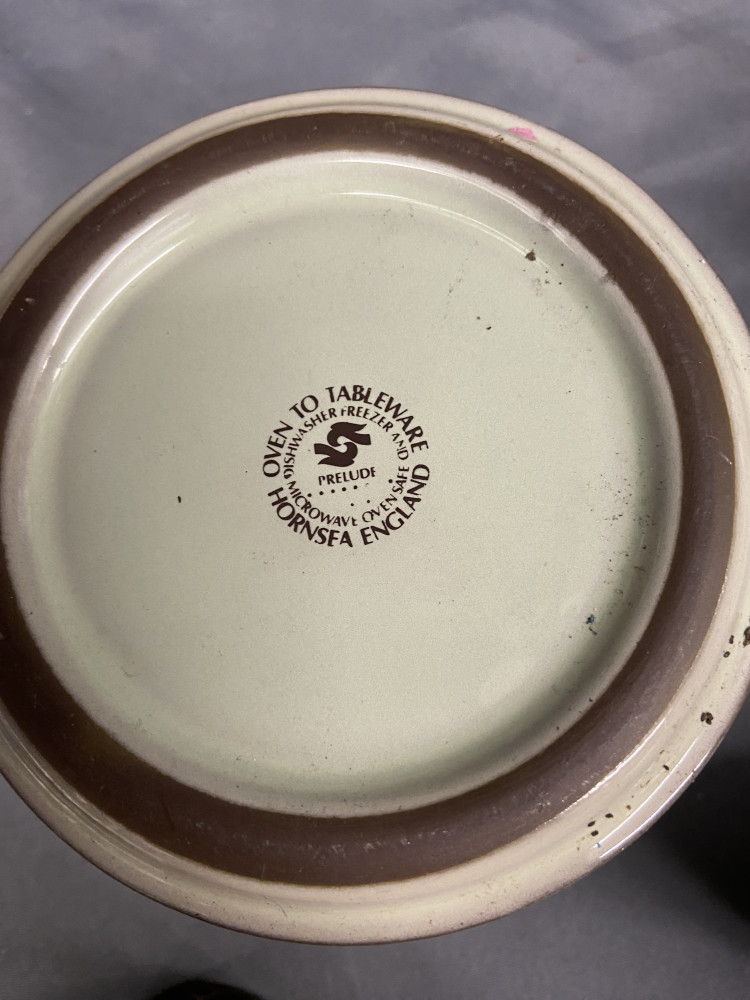 OVEN TO TABLEWARE
DISHWASHER FREEZER AND
PRELUDE
MICROWAVE OVEN SAFE
HORNSEA ENGLAND